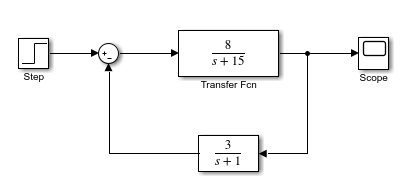 +
-
8
s + 15
Step
Transfer Fcn
Scope
3
s + 1